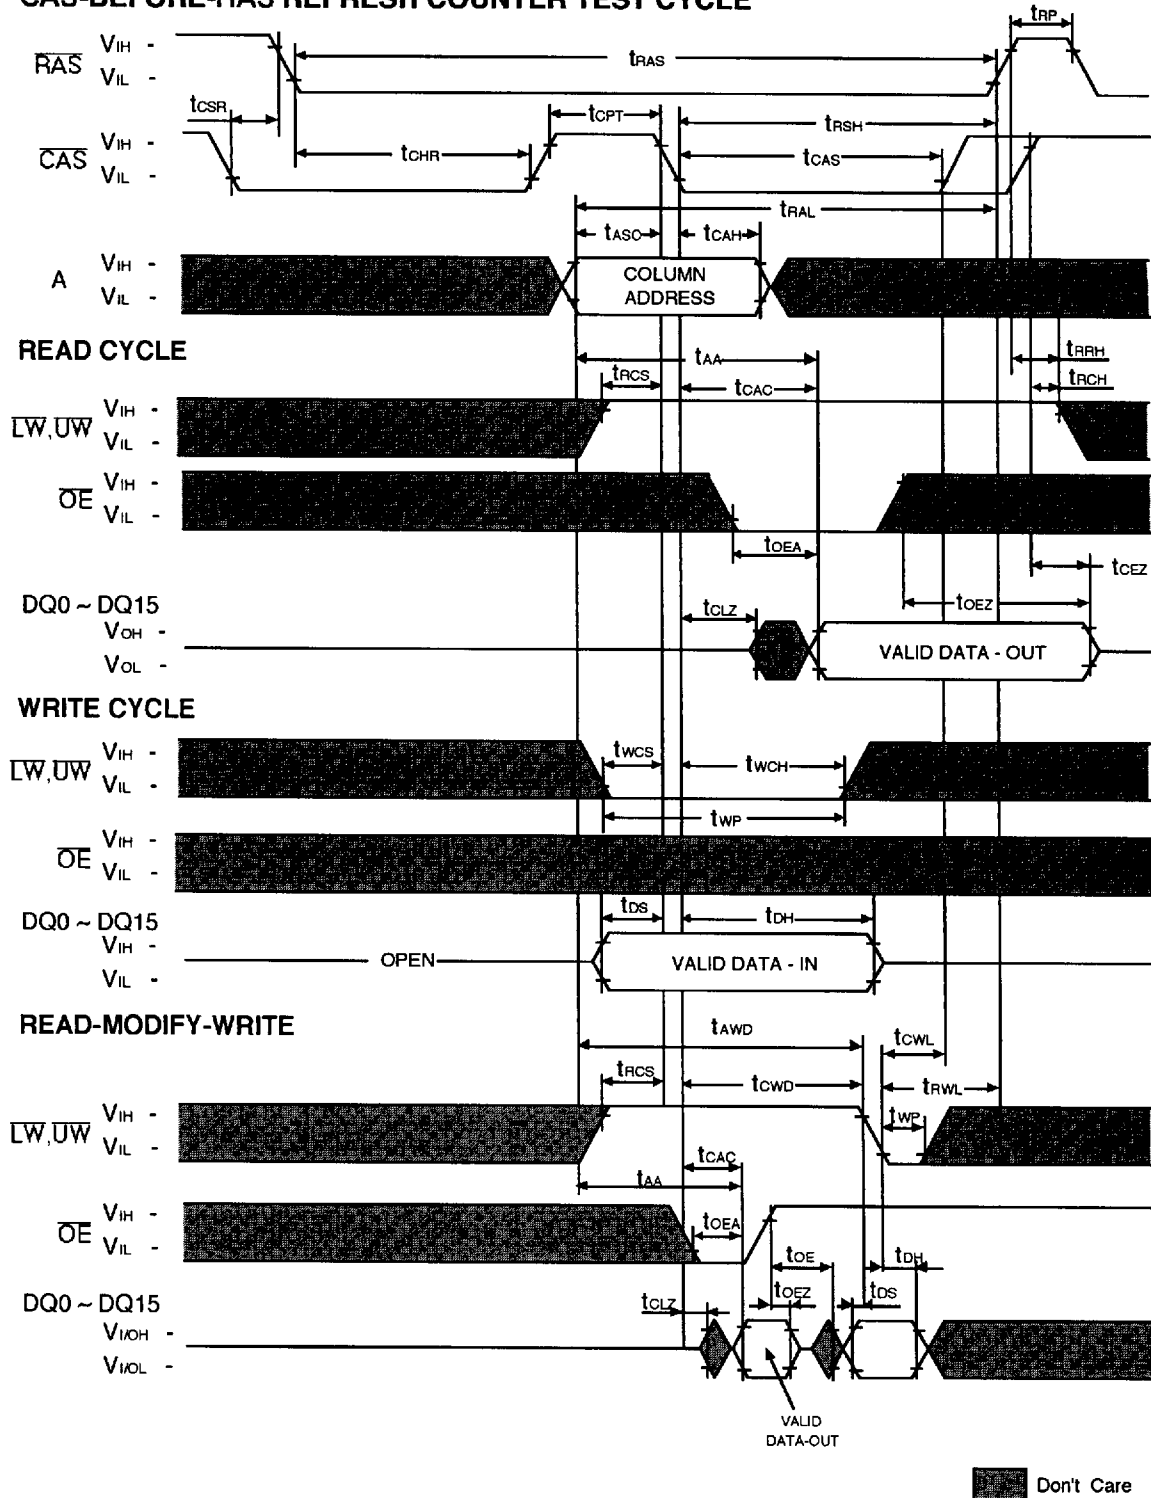 CAS-BEFORE-RAS REFRESH COUNTER TEST CYCLE
tRP
RAS VIH -
VIL -
tRAS
tCSR
tCPT
tRSH
CAS VIH -
VIL -
tCHR
tCAS
tRAL
tASC
tCAH
A VIH -
VIL -
COLUMN
ADDRESS
READ CYCLE
tAA
tRRH
tRCS
tCAC
tRCH
LW,UW VIH -
VIL -
OE VIH -
VIL -
tOEA
tCEZ
tOEZ
DQ0 ~ DQ15
tCLZ
VOH -
VOL -
VALID DATA - OUT
WRITE CYCLE
LW,UW VIH -
VIL -
tWCS
tWCH
tWP
OE VIH -
VIL -
DQ0 ~ DQ15
tDS
tDH
VIH -
VIL -
OPEN
VALID DATA - IN
READ-MODIFY-WRITE
tAWD
tCWL
tRCS
tCWD
tRWL
LW,UW VIH -
VIL -
tWP
tCAC
tAA
OE VIH -
VIL -
tOEA
tOE
tDH
DQ0 ~ DQ15
tCLZ
tOEZ
tDS
VI/OH -
VI/OL -
VALID
DATA-OUT
Don't Care